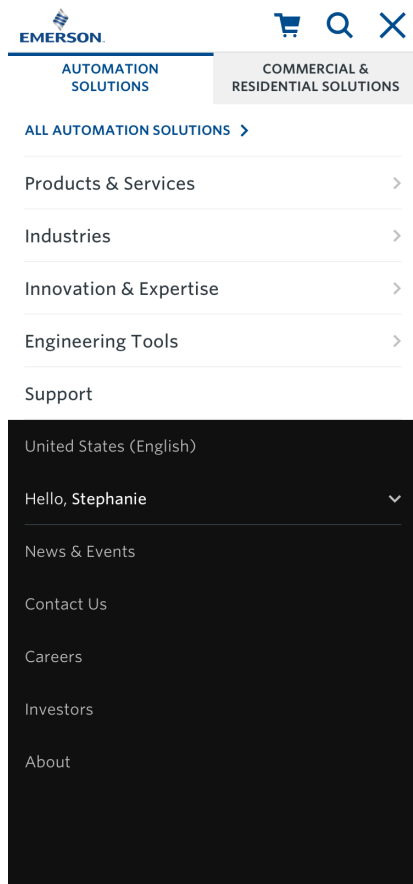 EMERSON
AUTOMATION
SOLUTIONS
COMMERCIAL &
RESIDENTIAL SOLUTIONS
ALL AUTOMATION SOLUTIONS
Products & Services
Industries
Innovation & Expertise
Engineering Tools
Support
United States (English)
Hello, Stephanie
News & Events
Contact Us
Careers
Investors
About